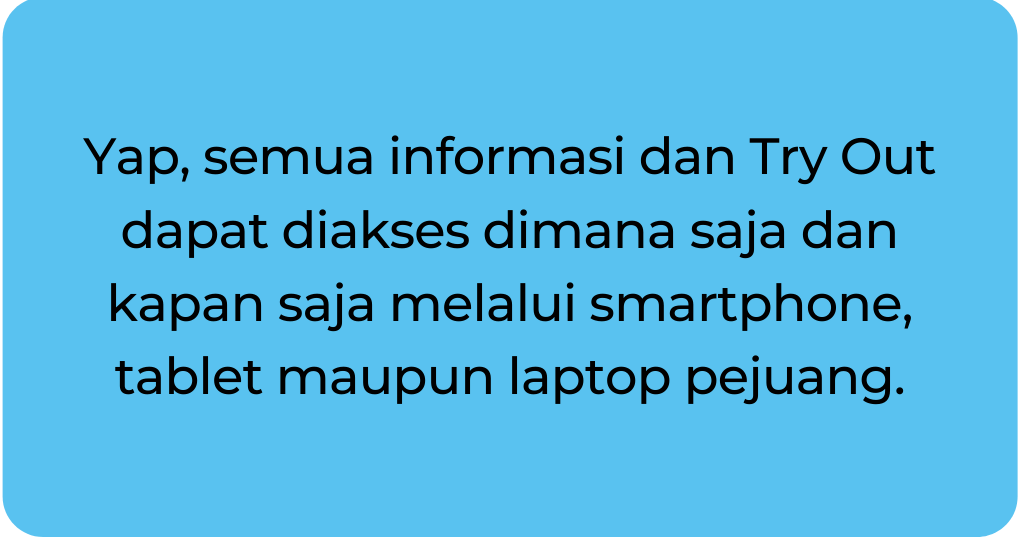 Yap, semua informasi dan Try Out
dapat diakses dimana saja dan
kapan saja melalui smartphone,
tablet maupun laptop pejuang.